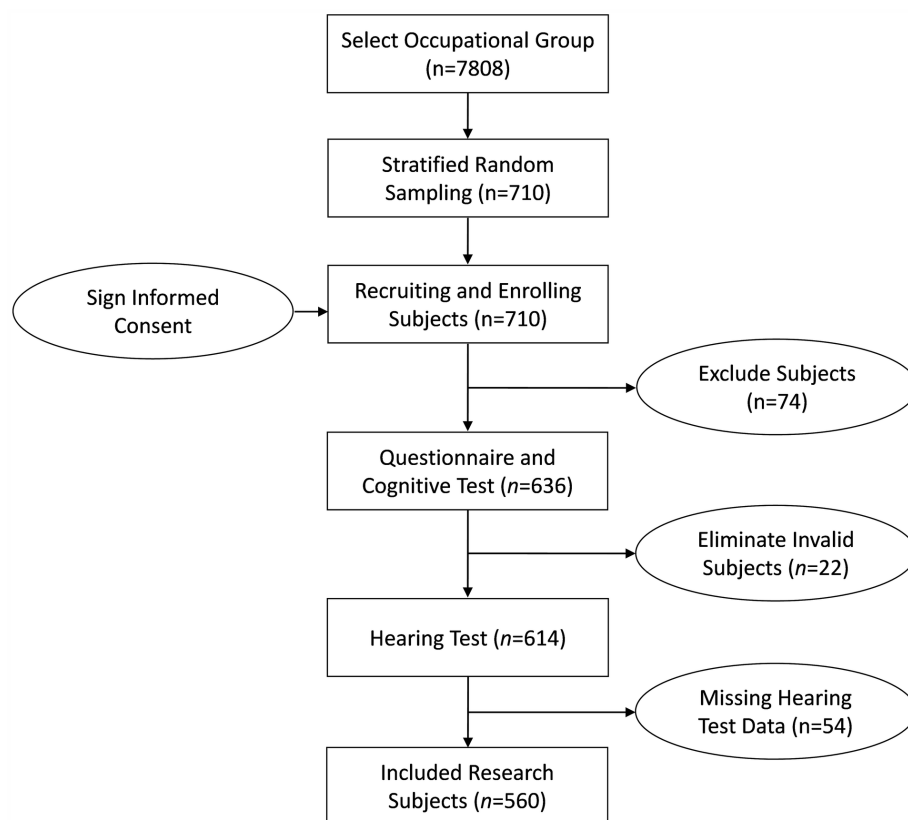 Select Occupational Group
(n=7808)
Stratified Random
Sampling (n=710)
Sign Informed
Consent
Recruiting and Enrolling
Subjects (n=710)
Exclude Subjects
(n=74)
Questionnaire and
Cognitive Test (n=636)
Eliminate Invalid
Subjects (n=22)
Hearing Test (n=614)
Missing Hearing
Test Data (n=54)
Included Research
Subjects (n=560)